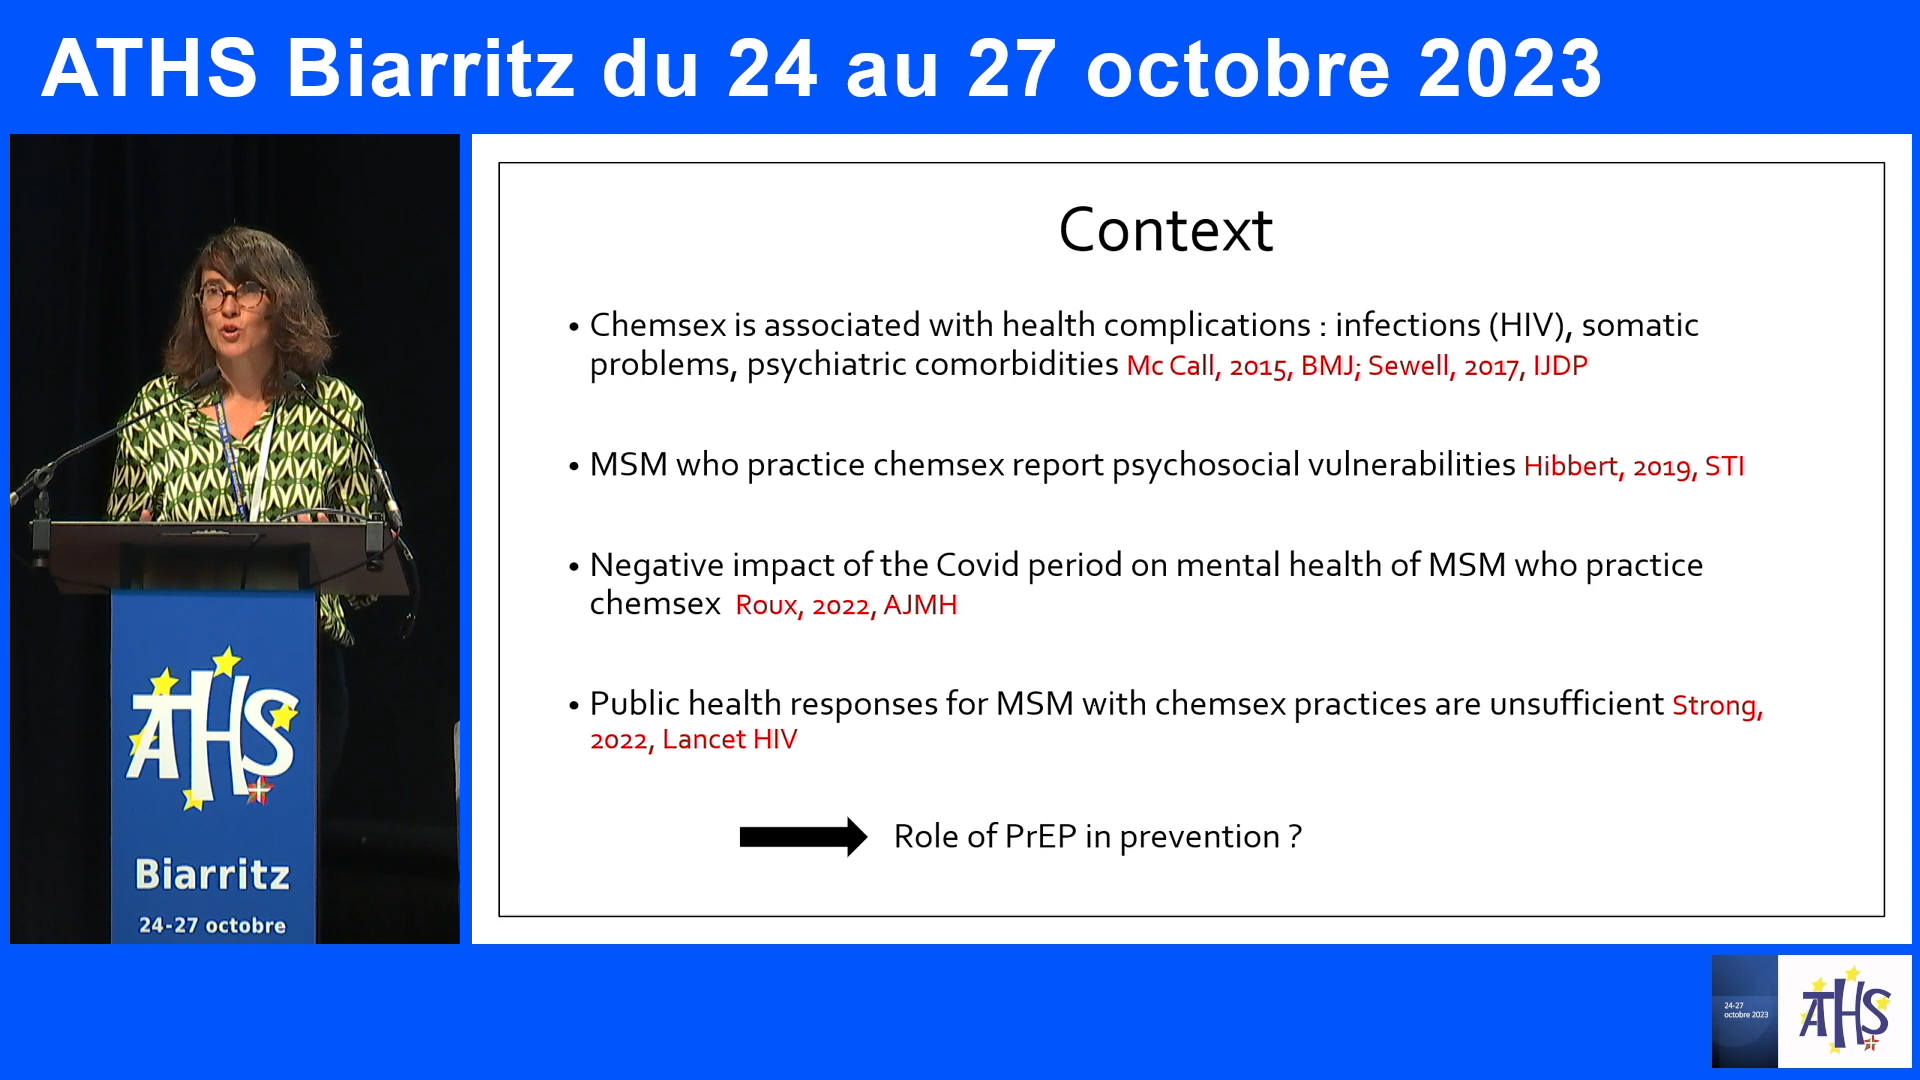 ATHS Biarritz du 24 au 27 octobre 2023
Context
• Chemsex is associated with health complications : infections (HIV), somatic
problems, psychiatric comorbidities Mc Call, 2015, BMJ; Sewell, 2017, IJDP
• MSM who practice chemsex report psychosocial vulnerabilities Hibbert, 2019, STI
• Negative impact of the Covid period on mental health of MSM who practice
chemsex Roux, 2022, AJMH
• Public health responses for MSM with chemsex practices are unsufficient Strong,
2022, Lancet HIV
Role of PrEP in prevention ?
ATHS
Biarritz
24-27 octobre
24-27
octobre 2023
ATHS